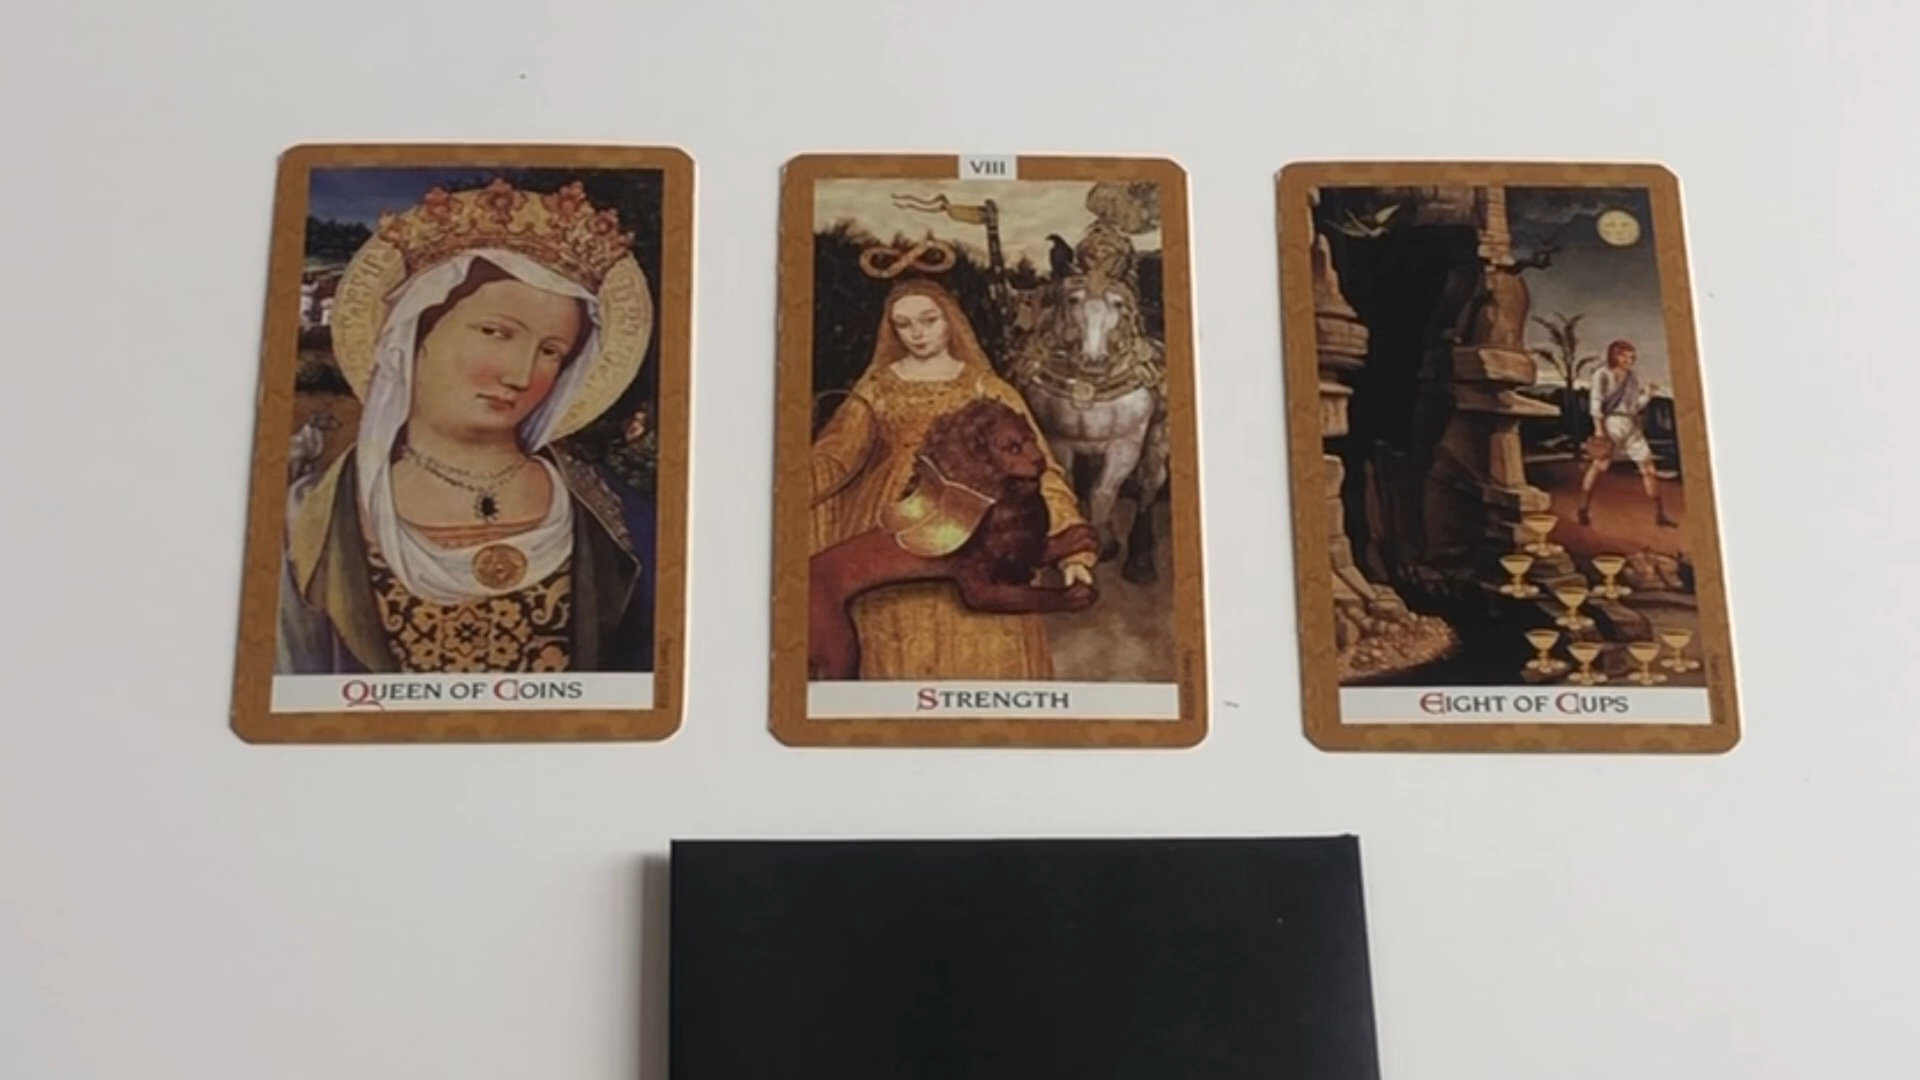 QUEEN OF COINS
VIII
STRENGTH
EIGHT OF CUPS